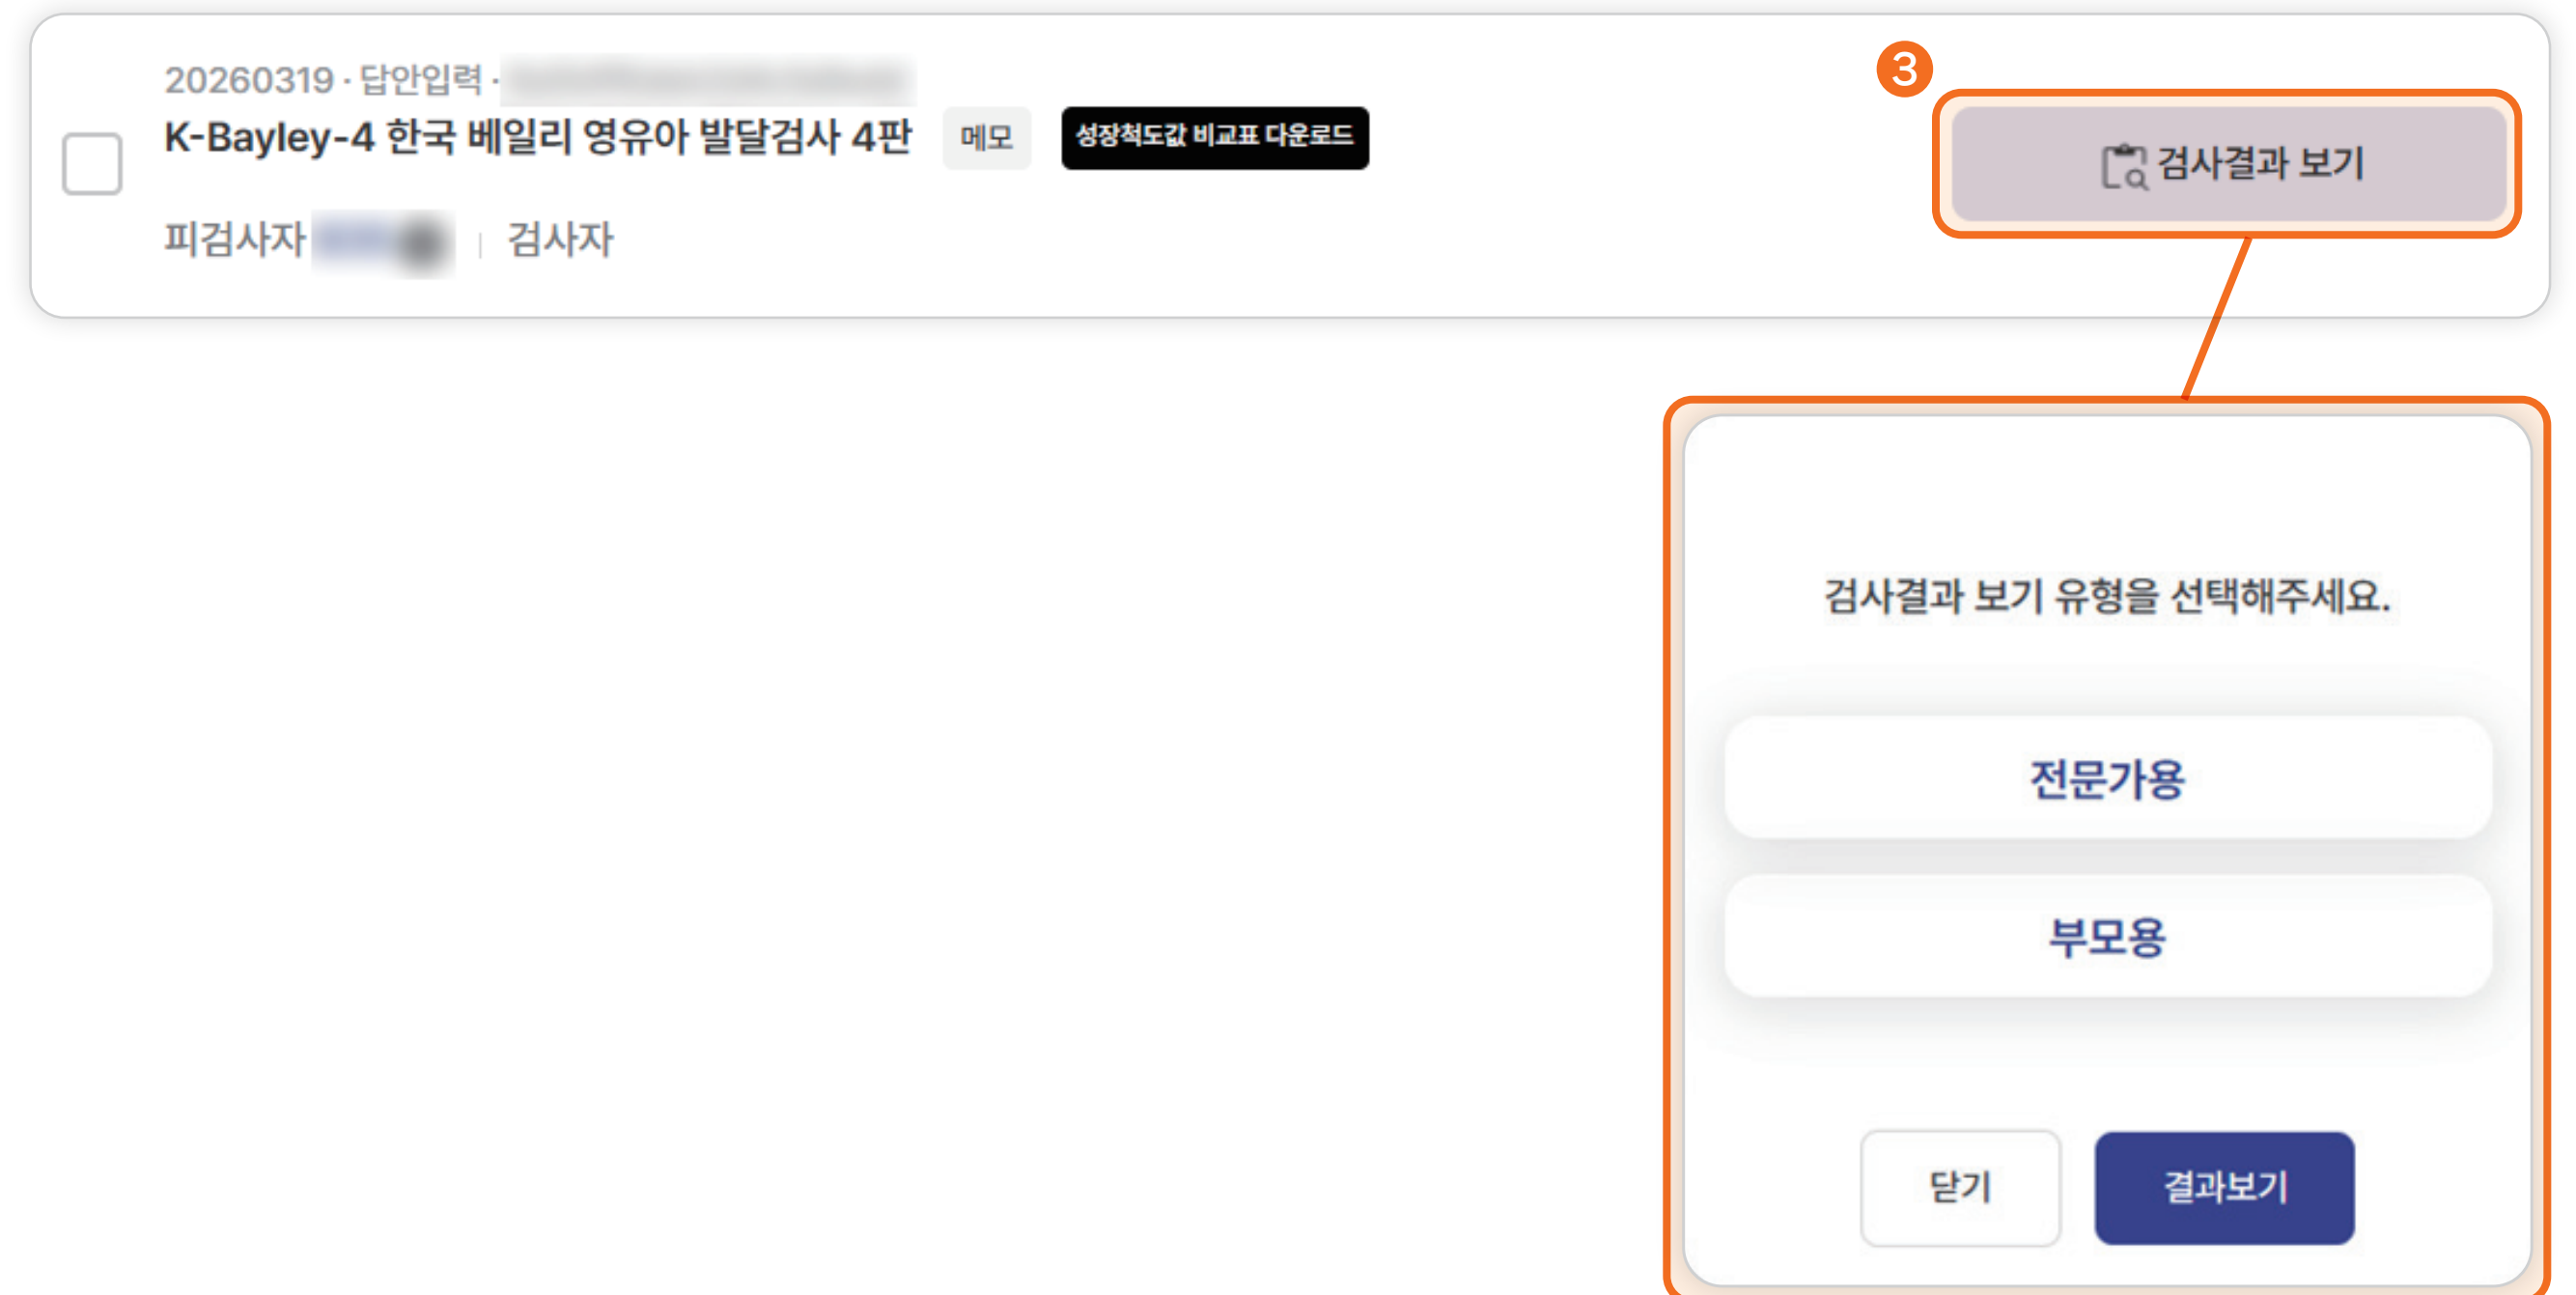 20260319 · 답안입력 ·
K-Bayley-4 한국 베일리 영유아 발달검사 4판 메모 성장척도값 비교표 다운로드
피검사자 | 검사자
3
검사결과 보기
검사결과 보기 유형을 선택해주세요.
전문가용
부모용
닫기 결과보기